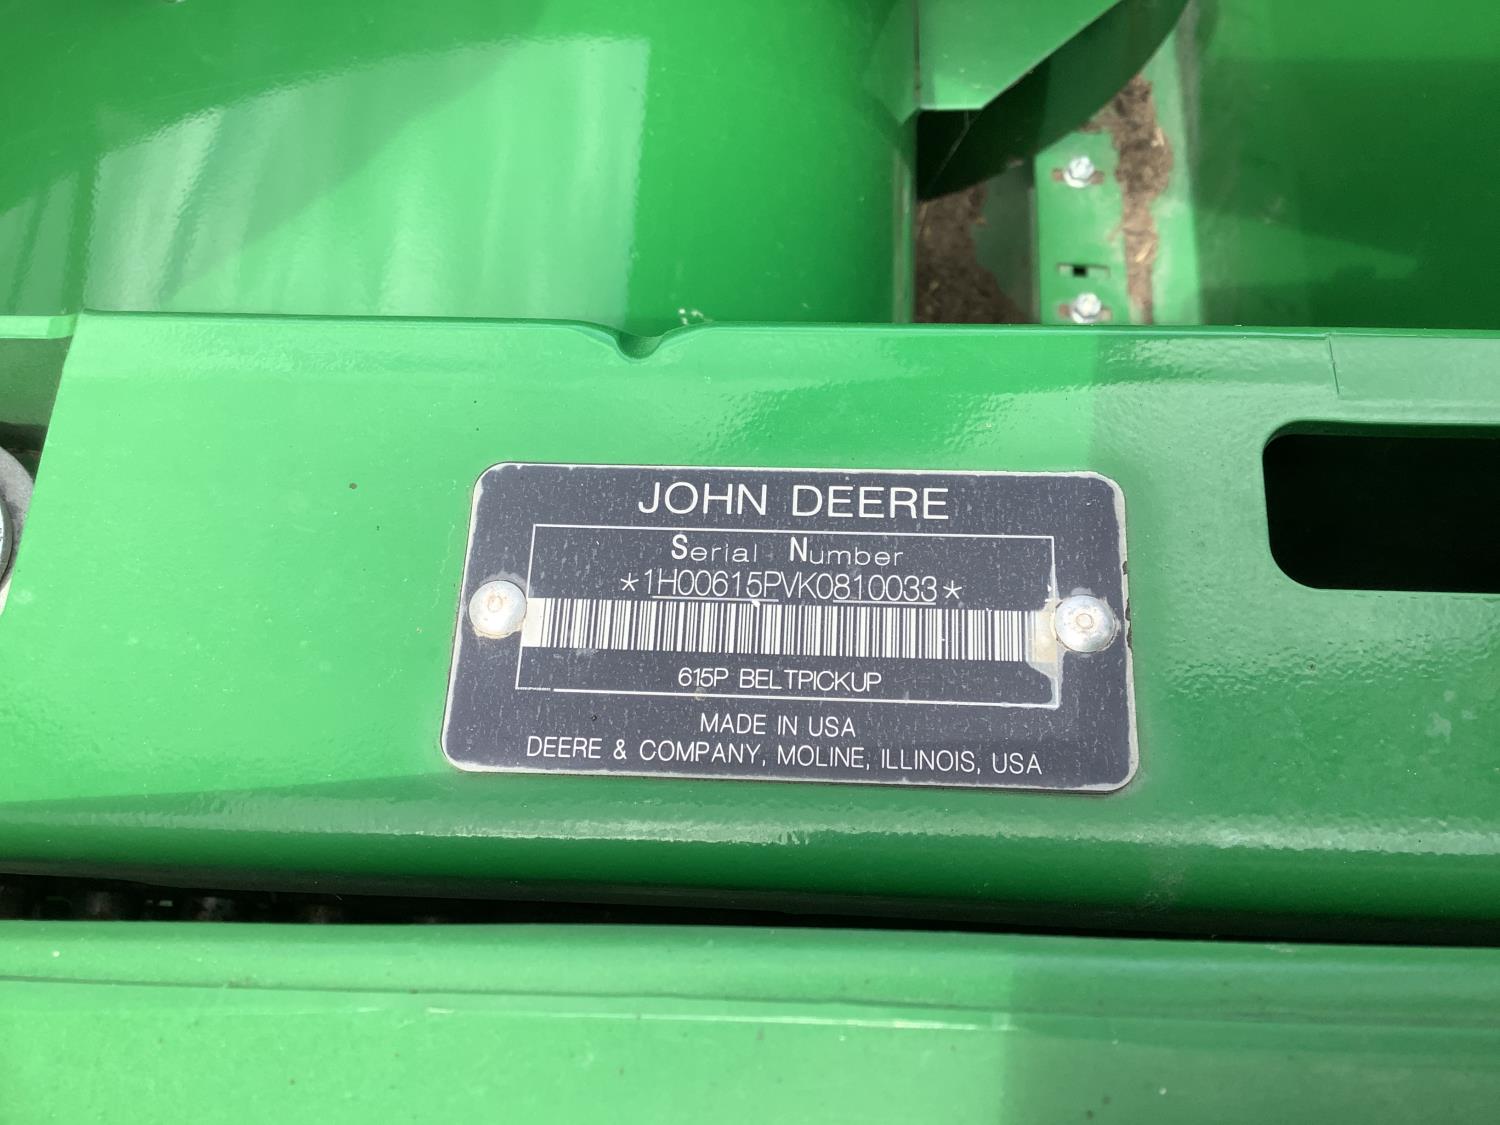 JOHN DEERE
Serial Number
*1H00615PVK0810033*
615P BELTPICKUP
MADE IN USA
DEERE & COMPANY, MOLINE, ILLINOIS, USA